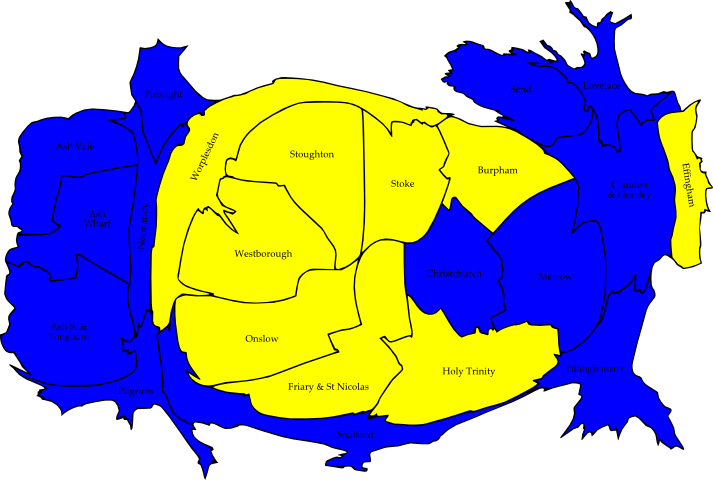 Send
Lovelace
Pirbright
Ash Vale
Worplesdon
Stoughton
Stoke
Burpham
Effingham
Clandon
& Horsley
Ash
Wharf
Normandy
Westborough
Christchurch
Merrow
Ash S. &
Tongham
Onslow
Holy Trinity
Tillingbourne
Friary & St Nicolas
Pilgrims
Shalford